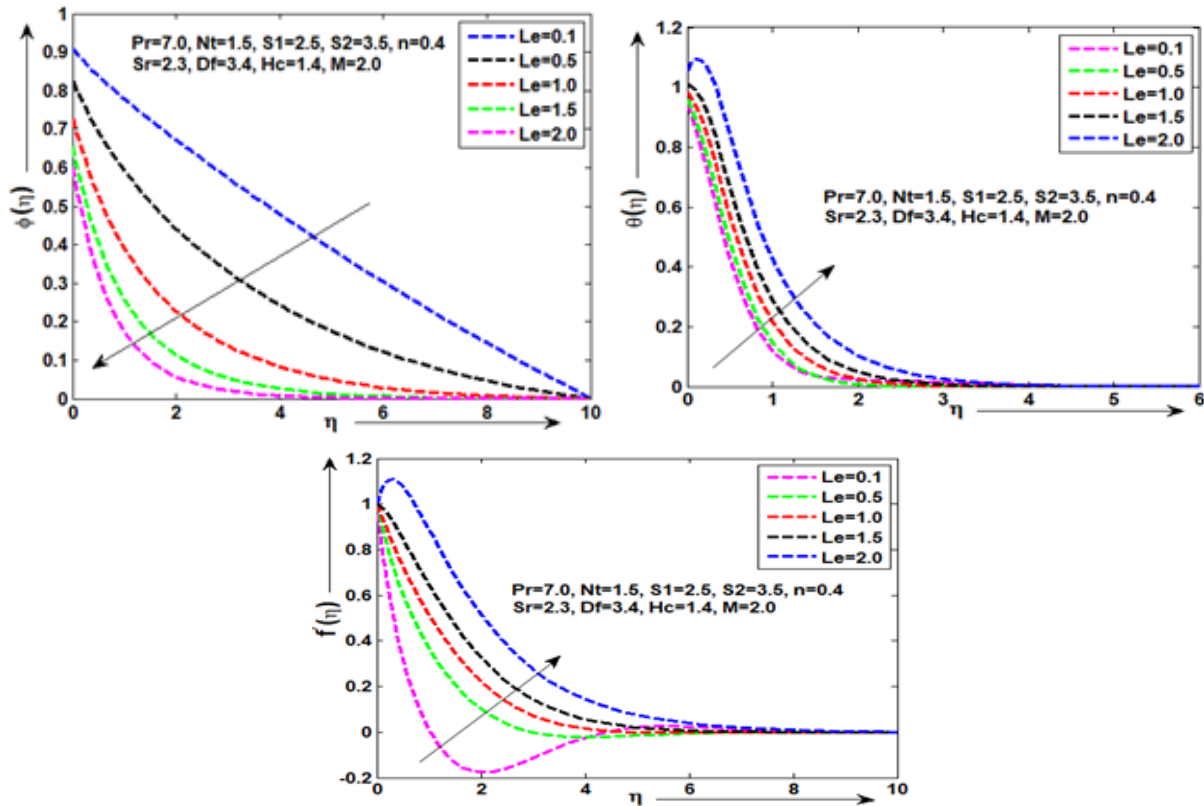 1
0.9
0.8
0.7
0.6
0.5
0.4
0.3
0.2
0.1
0
ϕ(η)
Pr=7.0, Nt=1.5, S1=2.5, S2=3.5, n=0.4
Sr=2.3, Df=3.4, Hc=1.4, M=2.0
Le=0.1
Le=0.5
Le=1.0
Le=1.5
Le=2.0
0 2 4 6 8 10
η
1.2
1
0.8
0.6
0.4
0.2
0
θ(η)
Le=0.1
Le=0.5
Le=1.0
Le=1.5
Le=2.0
Pr=7.0, Nt=1.5, S1=2.5, S2=3.5, n=0.4
Sr=2.3, Df=3.4, Hc=1.4, M=2.0
0 1 2 3 4 5 6
η
1.2
1
0.8
0.6
0.4
0.2
0
-0.2
f'(η)
Le=0.1
Le=0.5
Le=1.0
Le=1.5
Le=2.0
Pr=7.0, Nt=1.5, S1=2.5, S2=3.5, n=0.4
Sr=2.3, Df=3.4, Hc=1.4, M=2.0
0 2 4 6 8 10
η